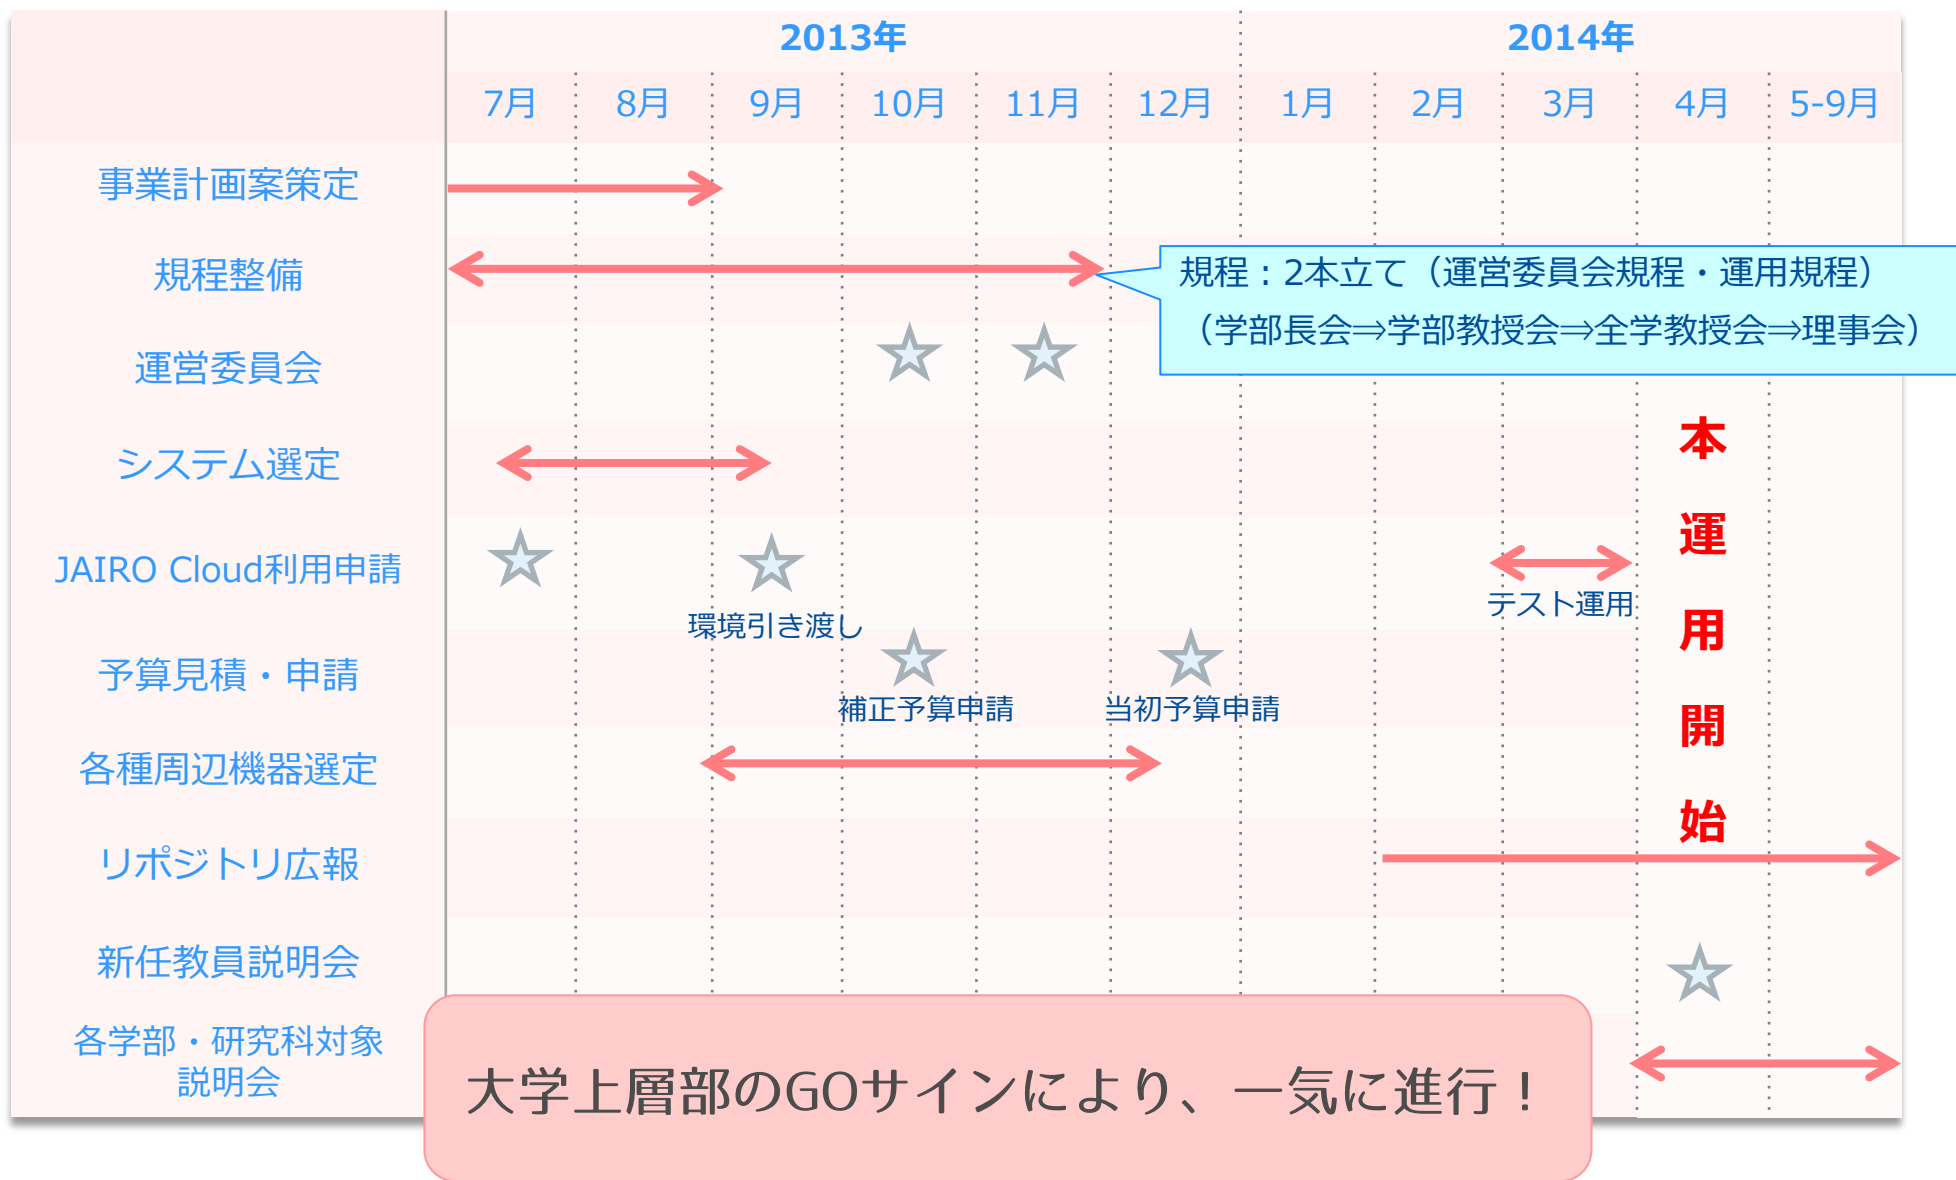 2013年
2014年
7月
8月
9月
10月
11月
12月
1月
2月
3月
4月
5-9月
事業計画案策定
規程整備
規程：2本立て（運営委員会規程・運用規程）
（学部長会⇒学部教授会⇒全学教授会⇒理事会）
運営委員会
システム選定
JAIRO Cloud利用申請
環境引き渡し
テスト運用
予算見積・申請
補正予算申請
当初予算申請
各種周辺機器選定
リポジトリ広報
新任教員説明会
各学部・研究科対象
説明会
本
運
用
開
始
大学上層部のGOサインにより、一気に進行！